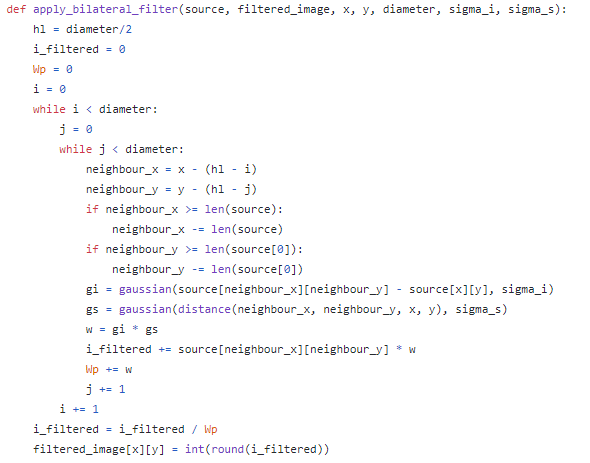 def apply_bilateral_filter(source, filtered_image, x, y, diameter, sigma_i, sigma_s):
    hl = diameter/2
    i_filtered = 0
    Wp = 0
    i = 0
    while i < diameter:
        j = 0
        while j < diameter:
            neighbour_x = x - (hl - i)
            neighbour_y = y - (hl - j)
            if neighbour_x >= len(source):
                neighbour_x -= len(source)
            if neighbour_y >= len(source[0]):
                neighbour_y -= len(source[0])
            gi = gaussian(source[neighbour_x][neighbour_y] - source[x][y], sigma_i)
            gs = gaussian(distance(neighbour_x, neighbour_y, x, y), sigma_s)
            w = gi * gs
            i_filtered += source[neighbour_x][neighbour_y] * w
            Wp += w
            j += 1
        i += 1
    i_filtered = i_filtered / Wp
    filtered_image[x][y] = int(round(i_filtered))